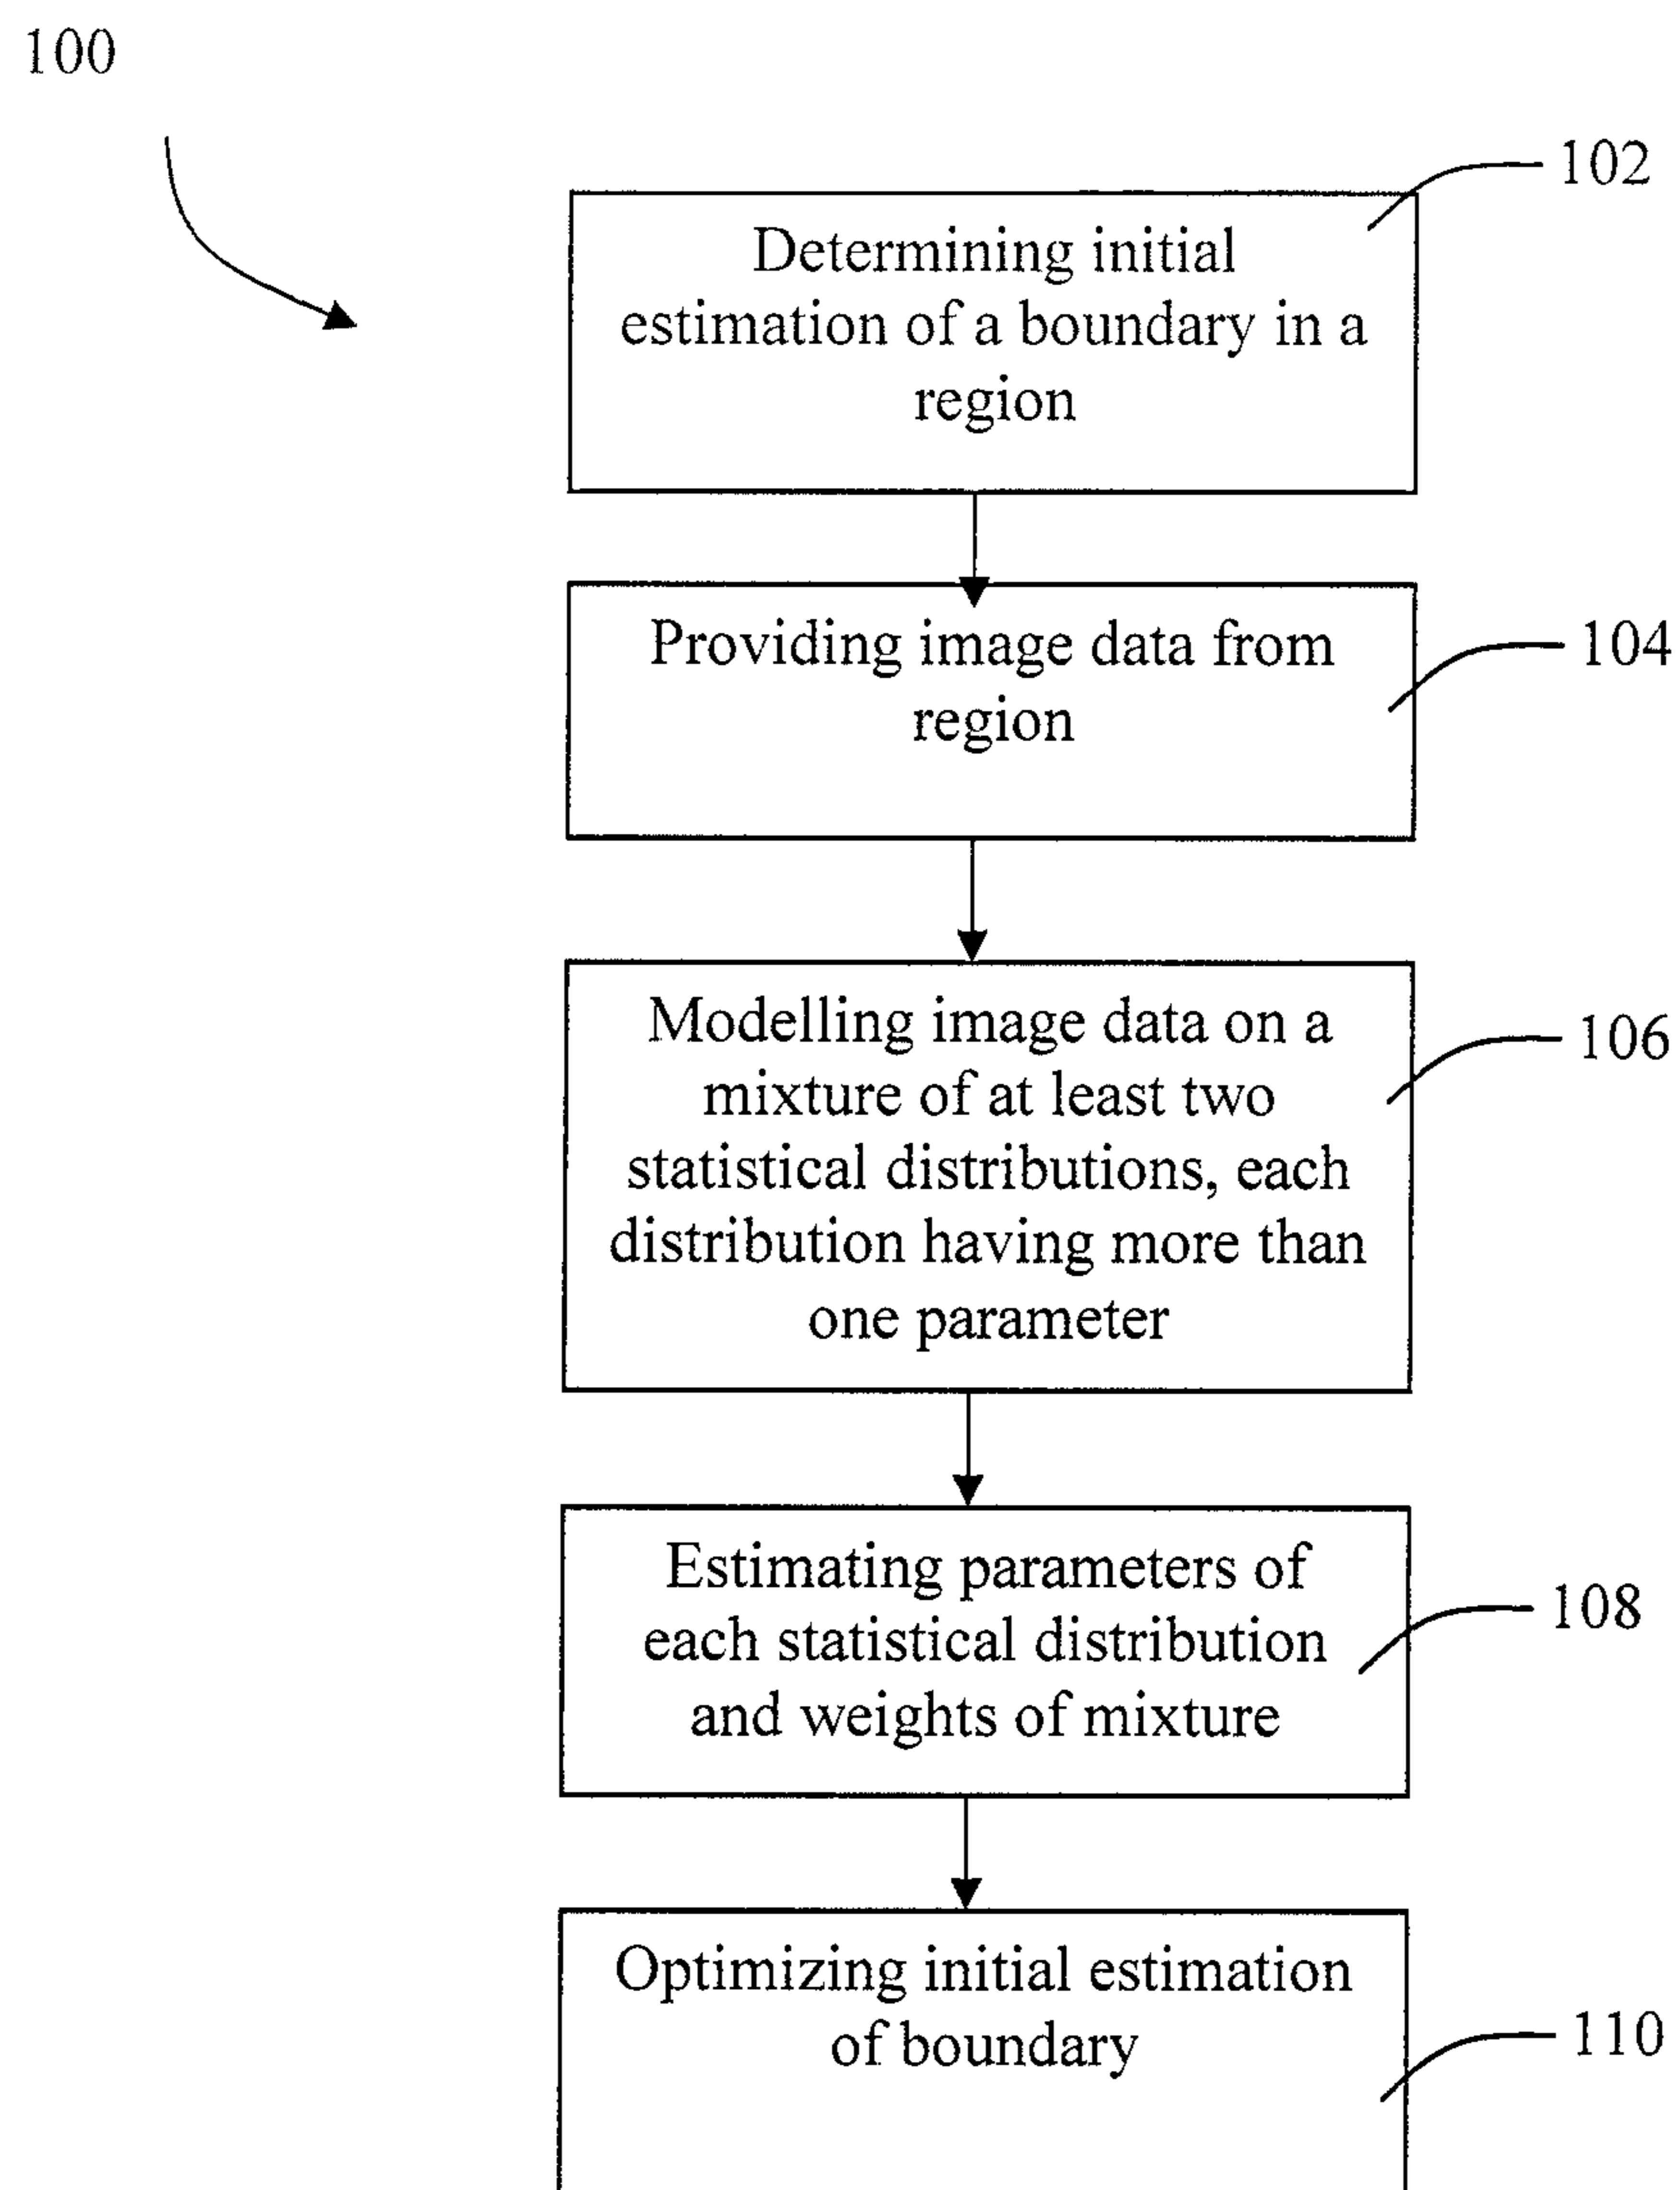 100
102
Determining initial
estimation of a boundary in a
region
Providing image data from
region
104
Modelling image data on a
mixture of at least two
statistical distributions, each
distribution having more than
one parameter
106
Estimating parameters of
each statistical distribution
and weights of mixture
108
Optimizing initial estimation
of boundary
110